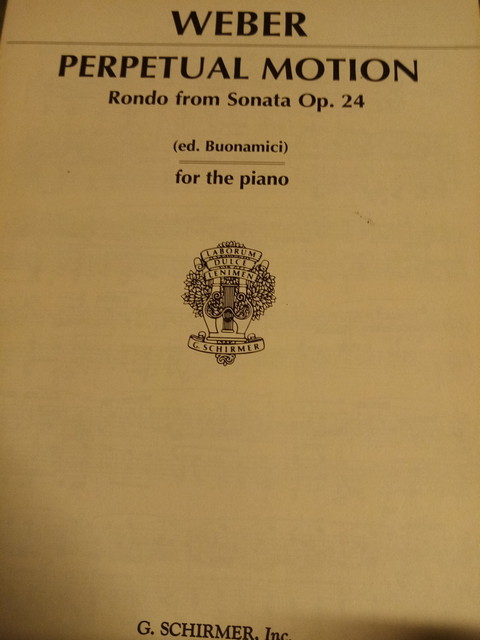 WEBER
PERPETUAL MOTION
Rondo from Sonata Op. 24
(ed. Buonamici)
for the piano
LABORUM
DULCE
LENIMEN
G. SCHIRMER
G. SCHIRMER, Inc.